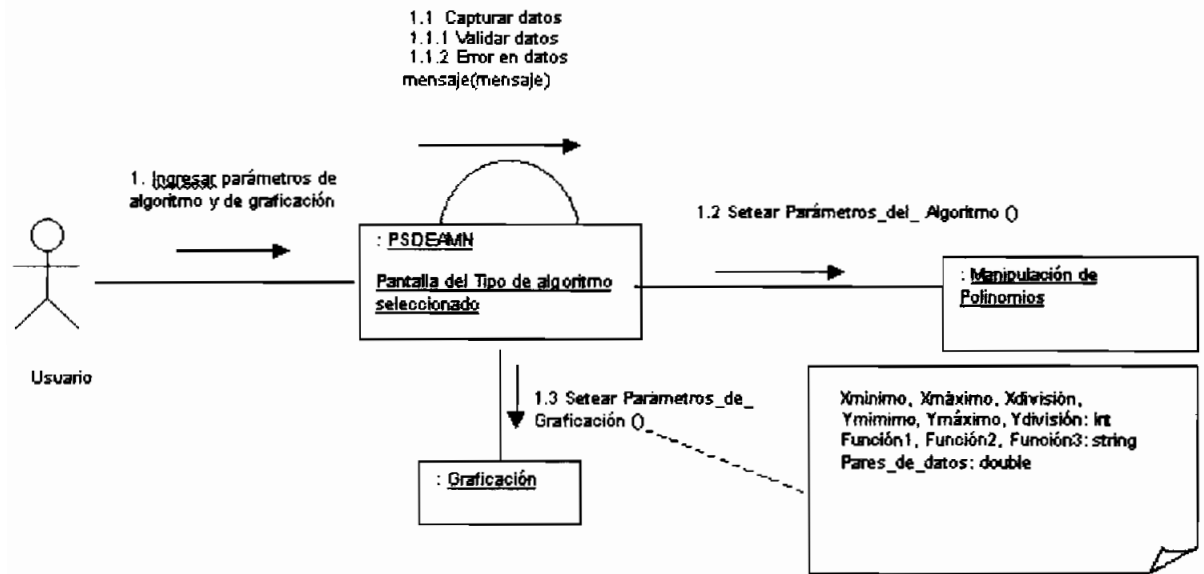 1.1 Capturar datos
1.1.1 Validar datos
1.1.2 Error en datos
mensaje(mensaje)
1. Ingresar parámetros de
algoritmo y de graficación
1.2 Setear Parámetros_del_ Algoritmo ()
: PSDEAMN
Pantalla del Tipo de algoritmo
seleccionado
: Manipulación de
Polinomios
Usuario
1.3 Setear Parámetros_de_
Graficación ()
Xminimo, Xmáximo, Xdivisión,
Ymimimo, Ymáximo, Ydivisión: int
Función1, Función2, Función3: string
Pares_de_datos: double
: Graficación